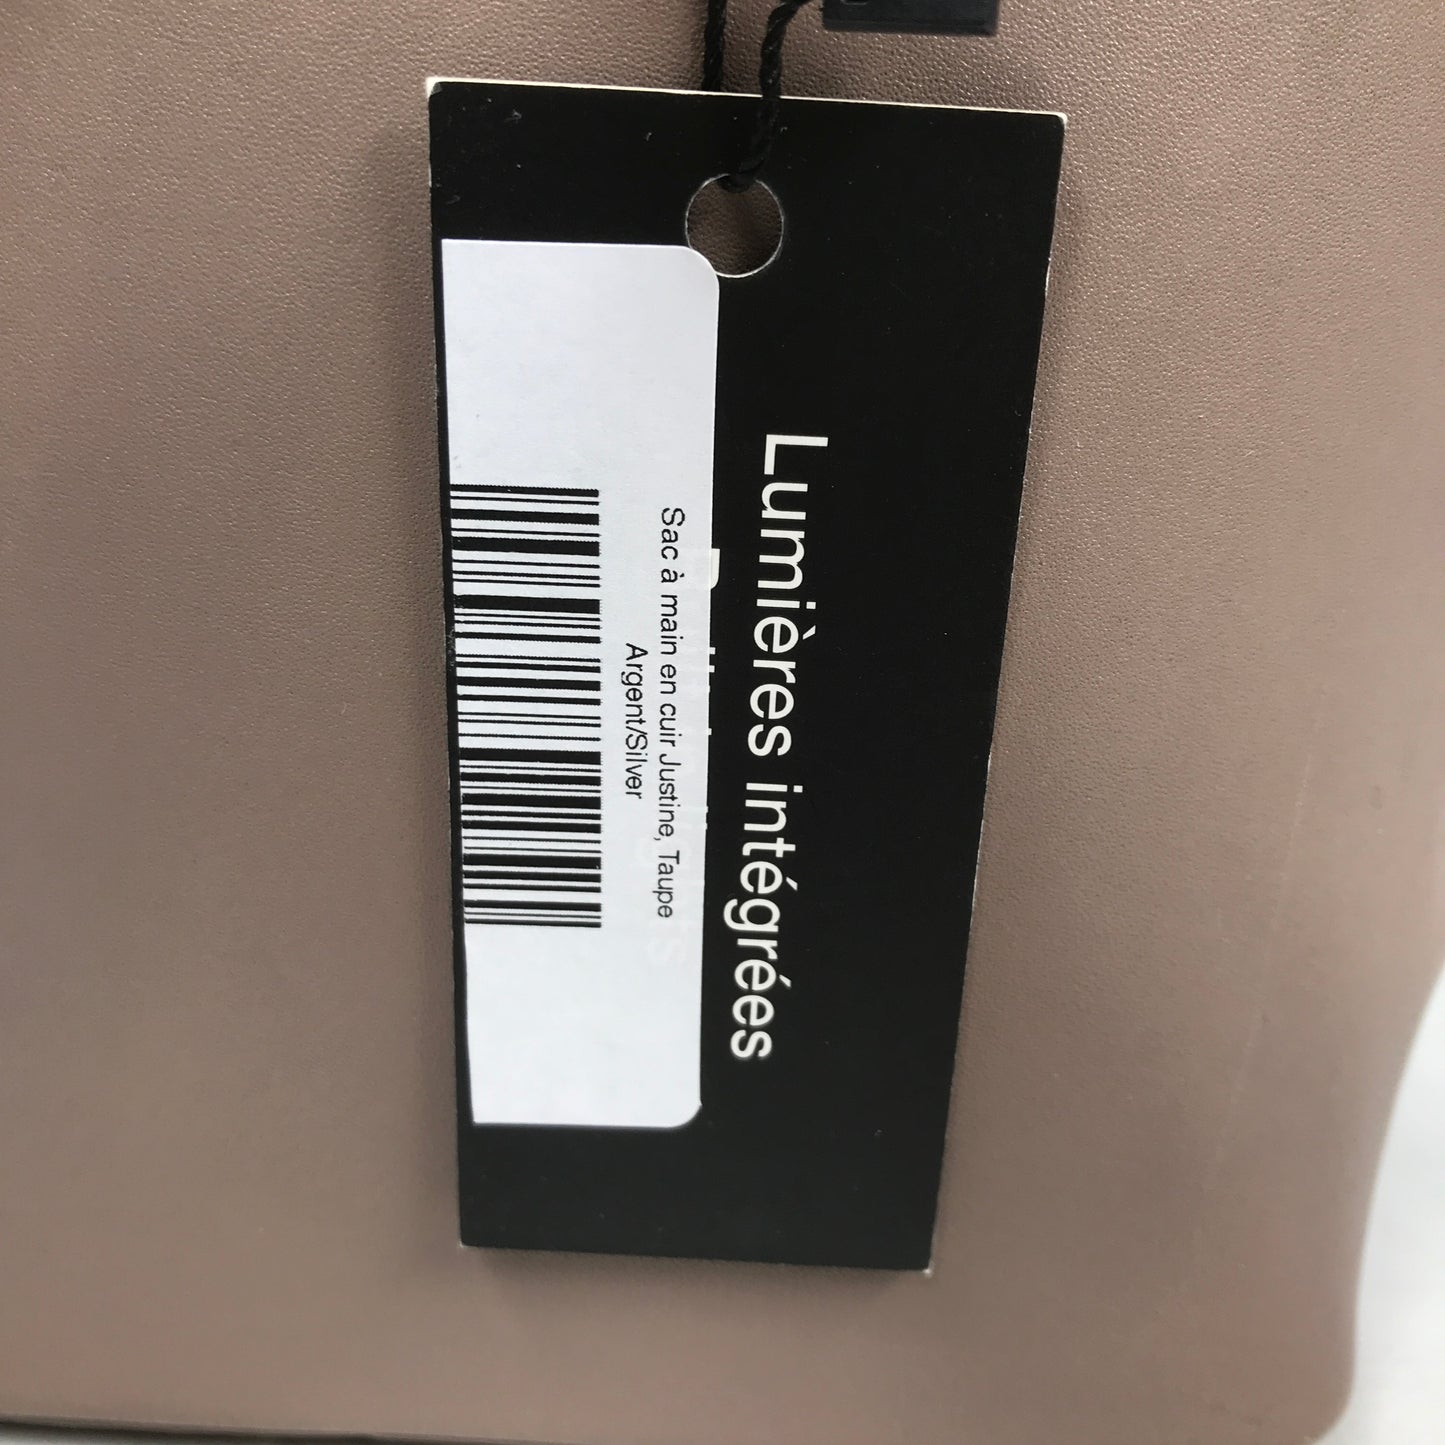 Lumières intégrées
Sac à main en cuir Justine, Taupe
Argent/Silver